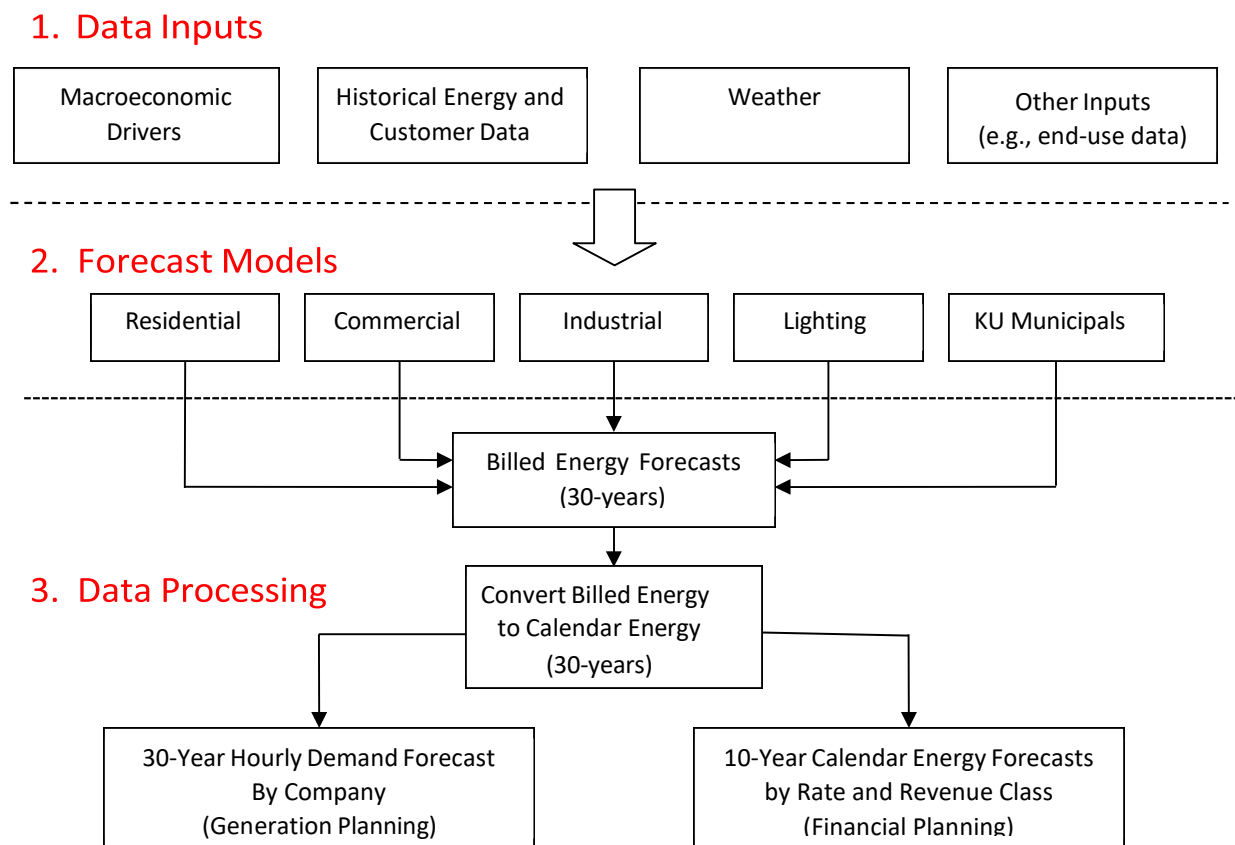 1. Data Inputs
Macroeconomic
Drivers
Historical Energy and
Customer Data
Weather
Other Inputs
(e.g., end-use data)
2. Forecast Models
Residential
Commercial
Industrial
Lighting
KU Municipals
Billed Energy Forecasts
(30-years)
3. Data Processing
Convert Billed Energy
to Calendar Energy
(30-years)
30-Year Hourly Demand Forecast
By Company
(Generation Planning)
10-Year Calendar Energy Forecasts
by Rate and Revenue Class
(Financial Planning)